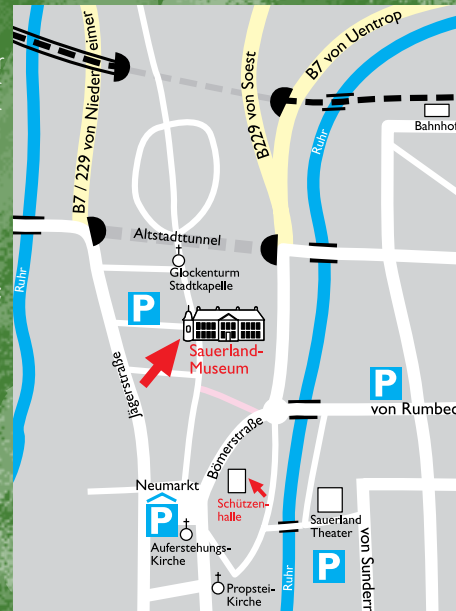 B7 / 229 von Niedereimer
B229 von Soest
B7 von Uentrop
Bahnhof
Ruhr
Altstadttunnel
Glockenturm
Stadtkapelle
Ruhr
P
Sauerland-
Museum
Jägerstraße
P
von Rumbec
Bömerstraße
Neumarkt
P
Schützen-
halle
Auferstehungs-
Kirche
Sauerland
Theater
von Sundern
P
Propstei-
Kirche
Ruhr